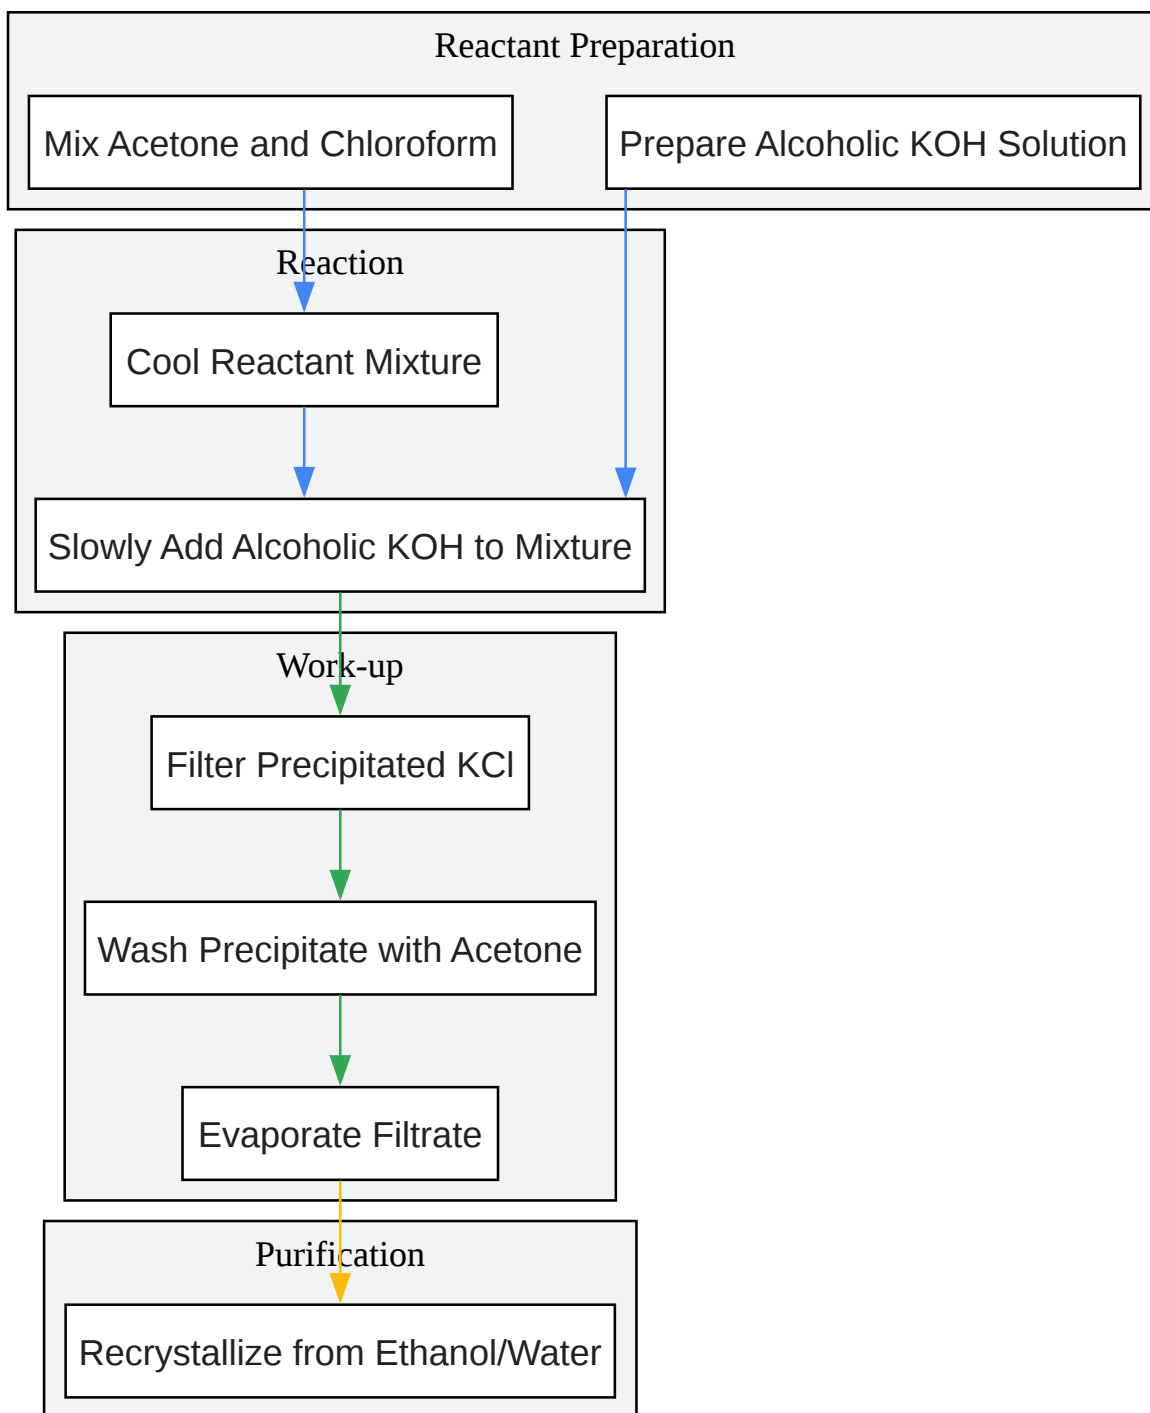 Reactant Preparation
Mix Acetone and Chloroform
Prepare Alcoholic KOH Solution
Reaction
Cool Reactant Mixture
Slowly Add Alcoholic KOH to Mixture
Work-up
Filter Precipitated KCl
Wash Precipitate with Acetone
Evaporate Filtrate
Purification
Recrystallize from Ethanol/Water